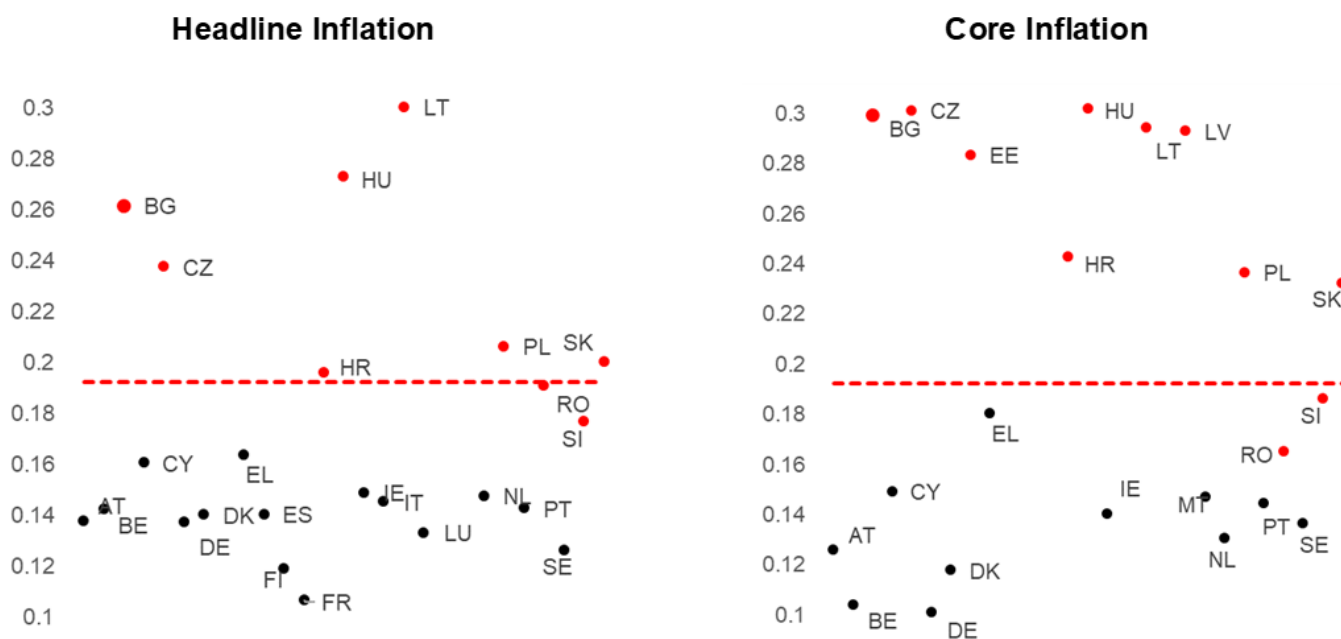 Headline Inflation
0.3
0.28
0.26
0.24
0.22
0.2
0.18
0.16
0.14
0.12
0.1
LT
HU
BG
CZ
PL
SK
HR
RO
SI
CY
EL
AT
BE
DE
DK
ES
FI
FR
IE
IT
LU
NL
PT
SE
Core Inflation
0.3
0.28
0.26
0.24
0.22
0.2
0.18
0.16
0.14
0.12
0.1
BG
CZ
EE
HU
LT
LV
HR
PL
SK
SI
EL
RO
CY
IE
MT
PT
SE
NL
AT
DK
BE
DE